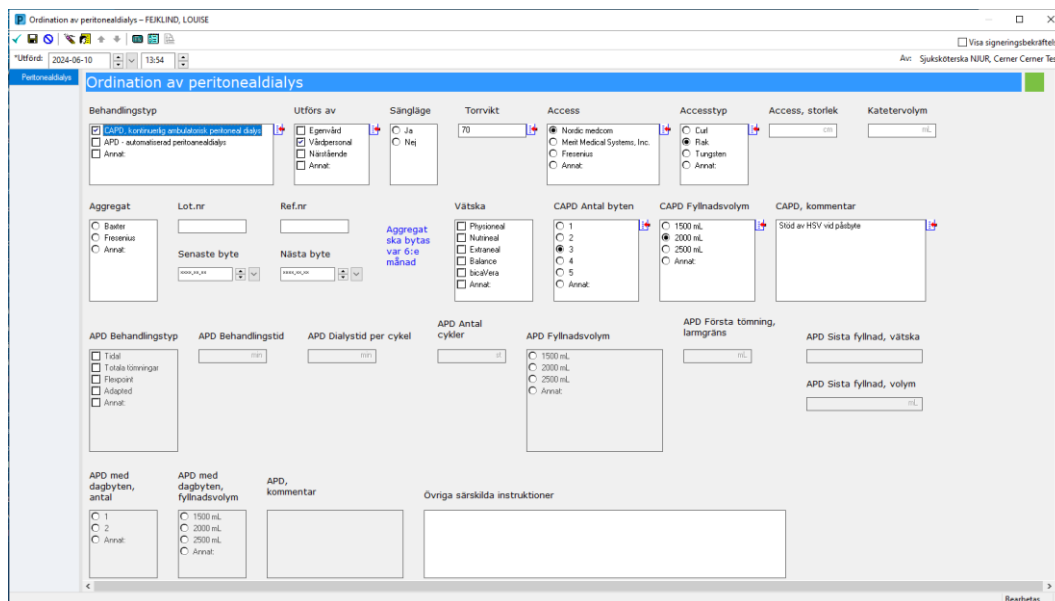 Ordination av peritonealdialys – FEJKLIND, LOUISE
Visa signeringsbekräftels
*Utförd: 2024-06-10 13:54
Av: Sjuksköterska NJUR, Cerner Cerner Tes
Peritonealdialys
Ordination av peritonealdialys
Behandlingstyp
CAPD, kontinuerlig ambulatorisk peritoneal dialys
APD - automatiserad peritoanealdialys
Annat:
Utförs av
Egenvård
Vårdpersonal
Närstående
Annat:
Sängläge
Ja
Nej
Torrvikt
70
Access
Nordic medcom
Merit Medical Systems, Inc.
Fresenius
Annat:
Accesstyp
Curl
Rak
Tungsten
Annat:
Access, storlek
cm
Katetervolym
mL
Aggregat
Baxter
Fresenius
Annat:
Lot.nr
Ref.nr
Senaste byte
xxxx-xx-xx
Nästa byte
xxxx-xx-xx
Aggregat
ska bytas
var 6:e
månad
Vätska
Physioneal
Nutrineal
Extraneal
Balance
bicaVera
Annat:
CAPD Antal byten
1
2
3
4
5
Annat:
CAPD Fyllnadsvolym
1500 mL
2000 mL
2500 mL
Annat:
CAPD, kommentar
Stöd av HSV vid påsbyte
APD Behandlingstyp
Tidal
Totala tömningar
Flexpoint
Adapted
Annat:
APD Behandlingstid
min
APD Dialystid per cykel
min
APD Antal
cykler
st
APD Fyllnadsvolym
1500 mL
2000 mL
2500 mL
Annat:
APD Första tömning,
larmgräns
mL
APD Sista fyllnad, vätska
APD Sista fyllnad, volym
mL
APD med
dagbyten,
antal
1
2
Annat:
APD med
dagbyten,
fyllnadsvolym
1500 mL
2000 mL
2500 mL
Annat:
APD,
kommentar
Övriga särskilda instruktioner
Bearbetas